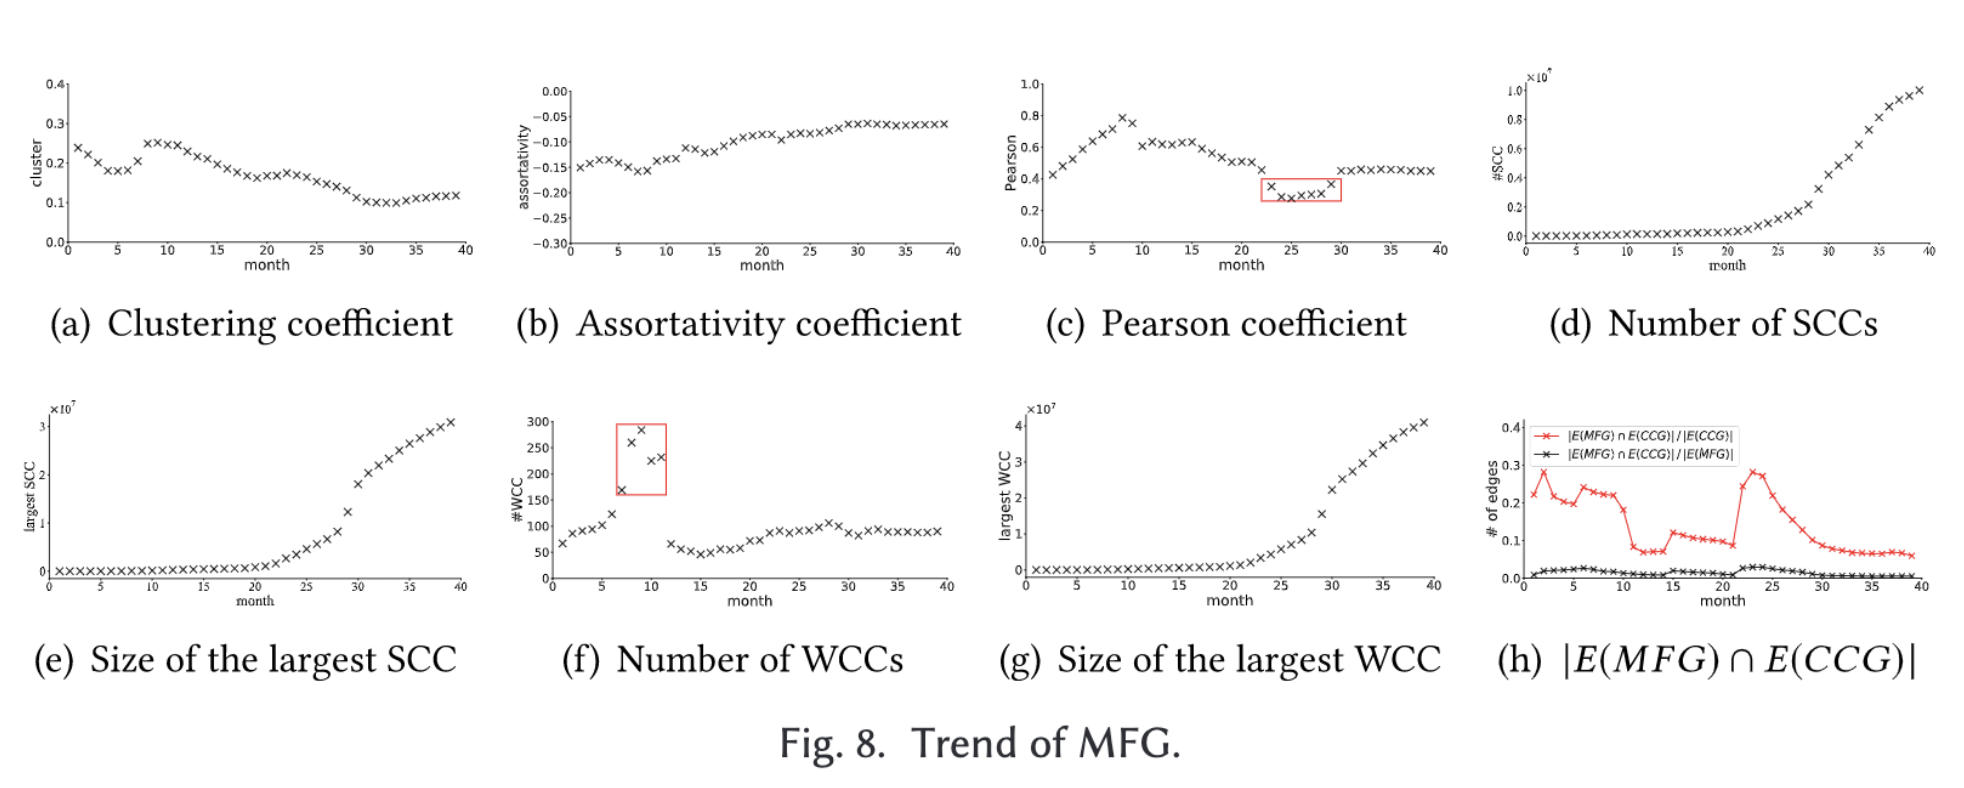 0.4
0.3
0.2
0.1
0.0
cluster
0 5 10 15 20 25 30 35 40
month
(a) Clustering coefficient
0.00
−0.05
−0.10
−0.15
−0.20
−0.25
−0.30
assortativity
0 5 10 15 20 25 30 35 40
month
(b) Assortativity coefficient
1.0
0.8
0.6
0.4
0.2
0.0
Pearson
0 5 10 15 20 25 30 35 40
month
(c) Pearson coefficient
×10⁷
1.0
0.8
0.6
0.4
0.2
0.0
#SCC
0 5 10 15 20 25 30 35 40
month
(d) Number of SCCs
×10⁷
3
2
1
0
largest SCC
0 5 10 15 20 25 30 35 40
month
(e) Size of the largest SCC
300
250
200
150
100
50
0
#WCC
0 5 10 15 20 25 30 35 40
month
(f) Number of WCCs
×10⁷
4
3
2
1
0
largest WCC
0 5 10 15 20 25 30 35 40
month
(g) Size of the largest WCC
0.4
0.3
0.2
0.1
0.0
# of edges
|E(MFG) ∩ E(CCG)|/|E(CCG)|
|E(MFG) ∩ E(CCG)|/|E(MFG)|
0 5 10 15 20 25 30 35 40
month
(h) |E(MFG) ∩ E(CCG)|
Fig. 8. Trend of MFG.